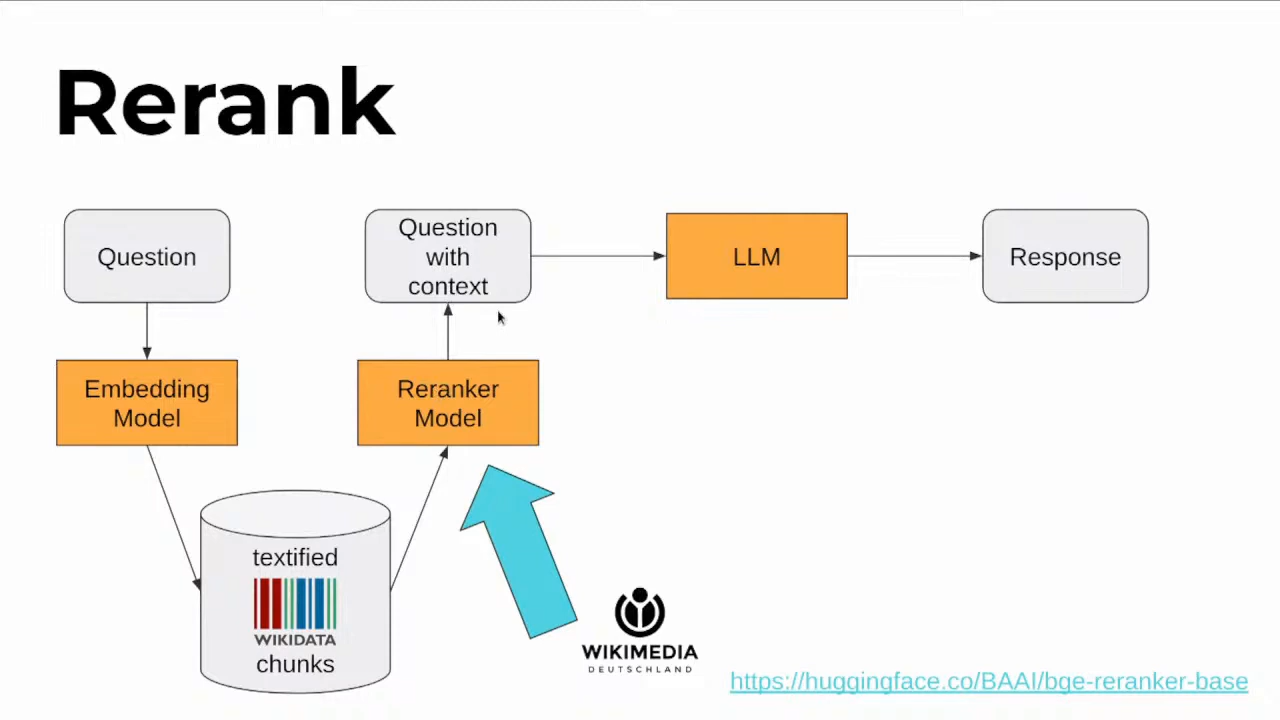 Rerank
Question
Question
with
context
LLM
Response
Embedding
Model
Reranker
Model
textified
WIKIDATA
chunks
WIKIMEDIA
DEUTSCHLAND
https://huggingface.co/BAAI/bge-reranker-base